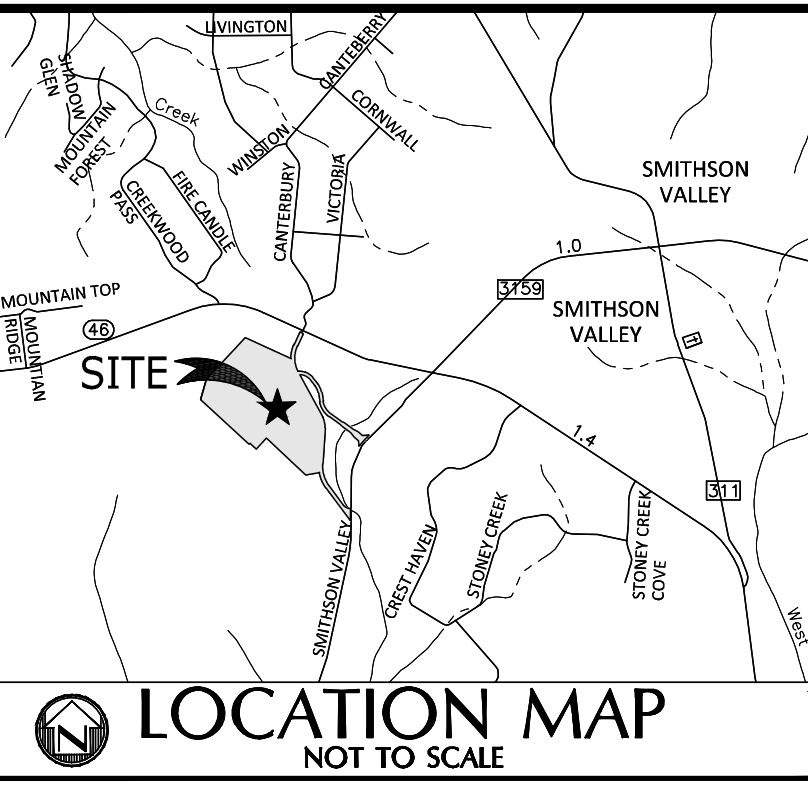 LIVINGTON
CANTEBERRY
SHADOW
GLEN
MOUNTAIN
FOREST
Creek
CORNWALL
WINSTON
CANTERBURY
VICTORIA
FIRE CANDLE
CREEKWOOD
PASS
SMITHSON
VALLEY
1.0
3159
MOUNTAIN TOP
RIDGE
MOUNTIAN
46
SITE
SMITHSON
VALLEY
1.4
311
SMITHSON VALLEY
CREST HAVEN
STONEY CREEK
STONEY CREEK
COVE
West
N
LOCATION MAP
NOT TO SCALE